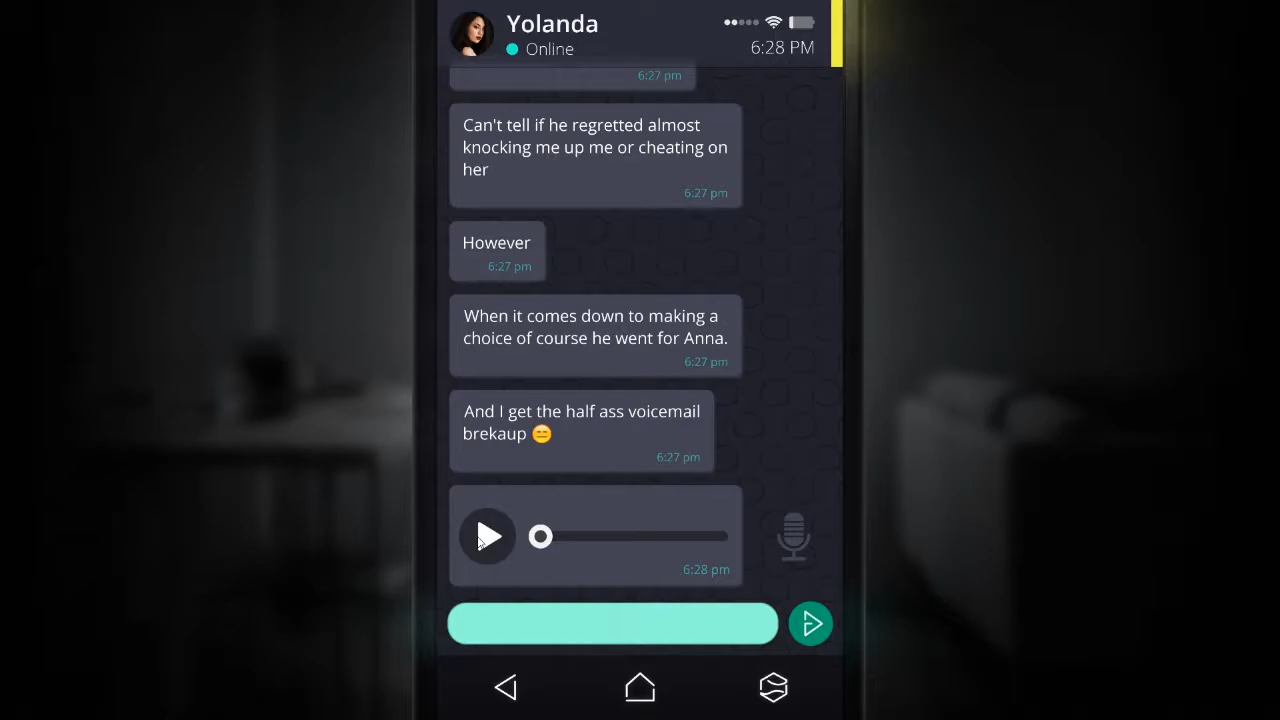 Yolanda
Online
6:28 PM
6:27 pm
Can't tell if he regretted almost
knocking me up me or cheating on
her
6:27 pm
However
6:27 pm
When it comes down to making a
choice of course he went for Anna.
6:27 pm
And I get the half ass voicemail
brekaup 😑
6:27 pm
6:28 pm